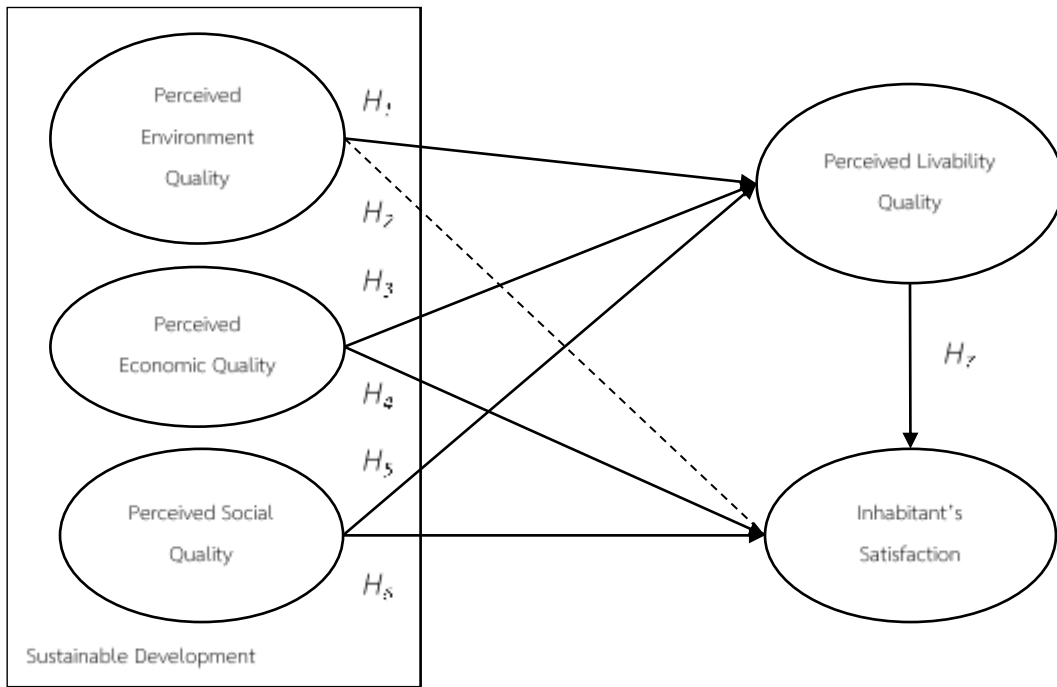 Perceived
Environment
Quality
H₁
H₂
Perceived Livability
Quality
H₃
Perceived
Economic Quality
H₄
H₇
H₅
Perceived Social
Quality
H₆
Inhabitant's
Satisfaction
Sustainable Development